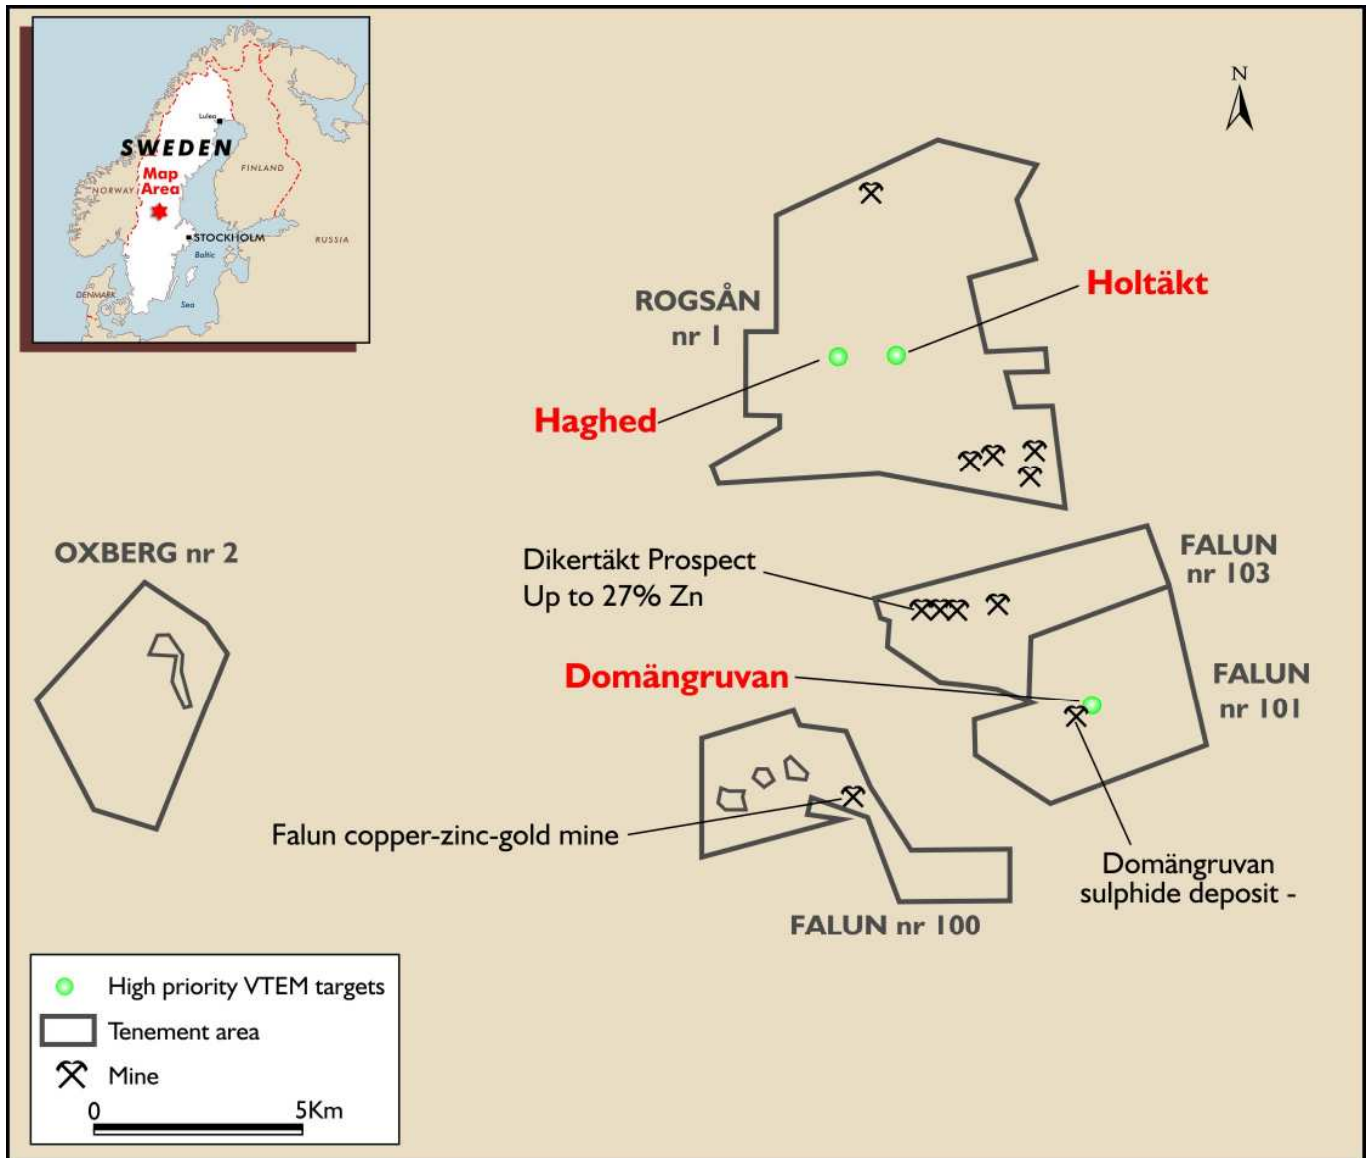 Lulea
SWEDEN
FINLAND
Map
Area
NORWAY
STOCKHOLM
RUSSIA
Baltic
DENMARK
Sea
N
Holtäkt
ROGSÅN
nr 1
Haghed
OXBERG nr 2
Dikertäkt Prospect
Up to 27% Zn
FALUN
nr 103
Domängruvan
FALUN
nr 101
Falun copper-zinc-gold mine
Domängruvan
sulphide deposit -
FALUN nr 100
High priority VTEM targets
Tenement area
Mine
0 5Km